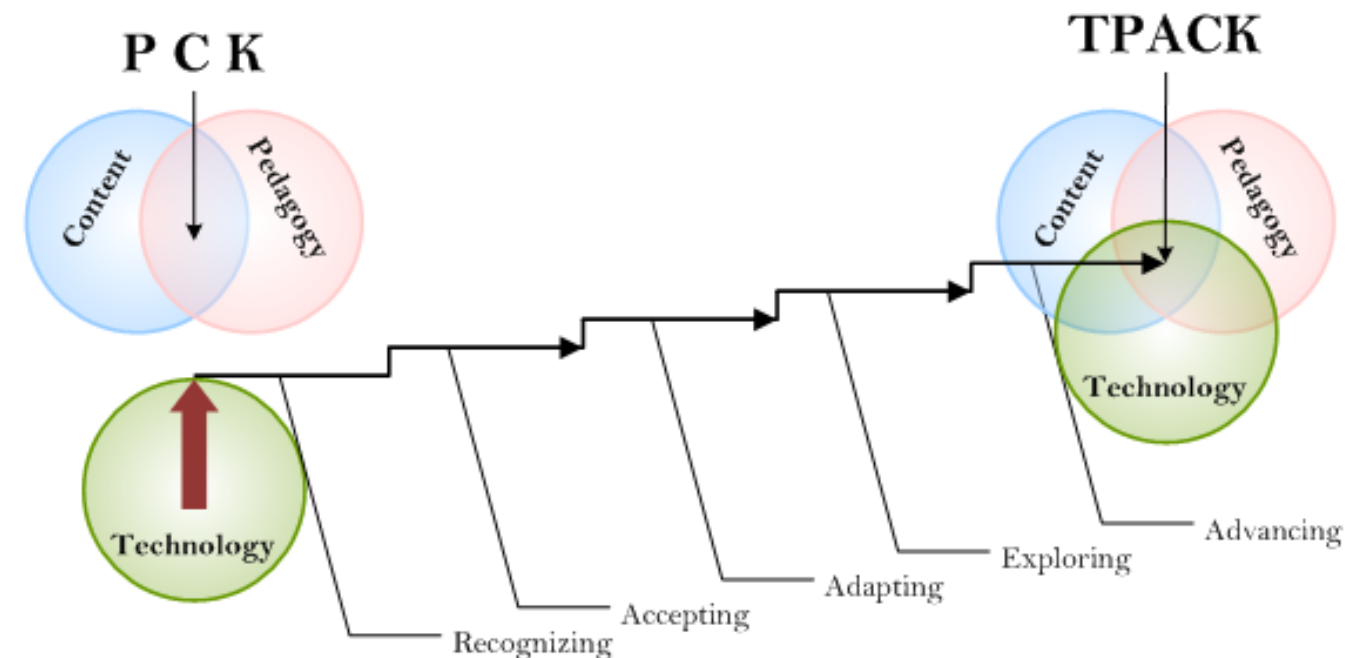 P C K
TPACK
Content
Pedagogy
Content
Pedagogy
Technology
Technology
Advancing
Exploring
Adapting
Accepting
Recognizing